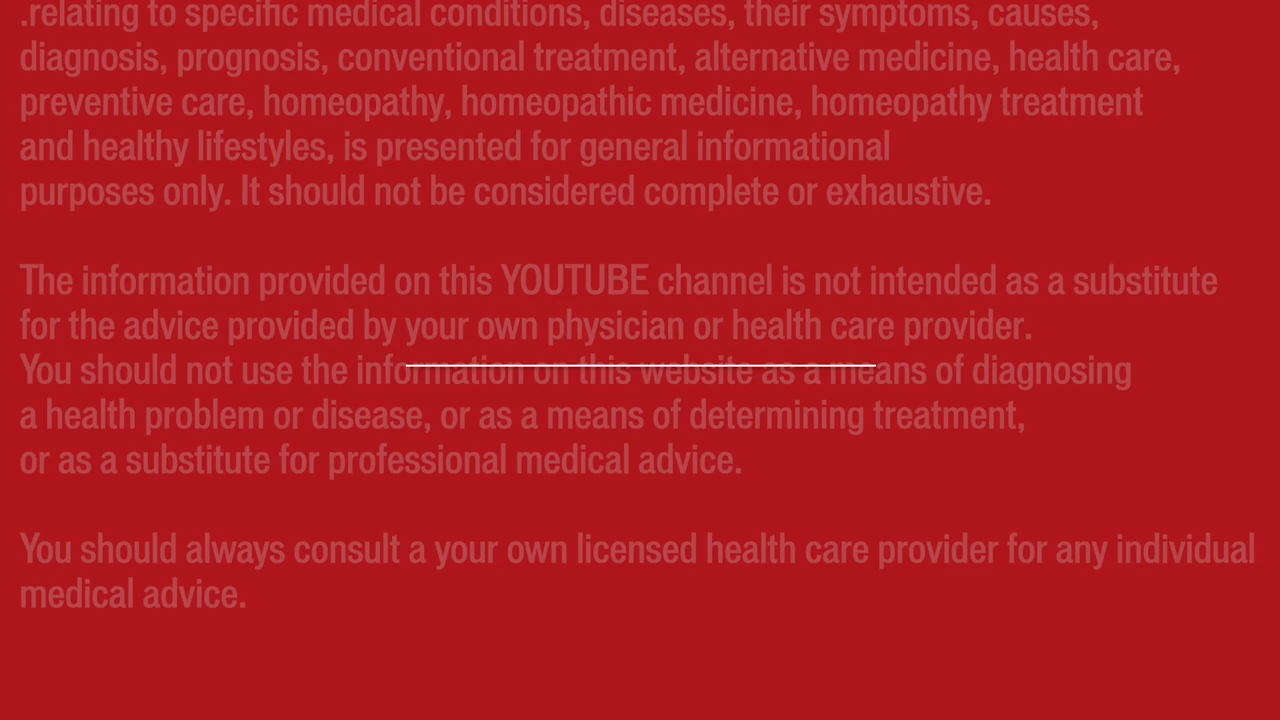 .relating to specific medical conditions, diseases, their symptoms, causes,
diagnosis, prognosis, conventional treatment, alternative medicine, health care,
preventive care, homeopathy, homeopathic medicine, homeopathy treatment
and healthy lifestyles, is presented for general informational
purposes only. It should not be considered complete or exhaustive.
The information provided on this YOUTUBE channel is not intended as a substitute
for the advice provided by your own physician or health care provider.
You should not use the information on this website as a means of diagnosing
a health problem or disease, or as a means of determining treatment,
or as a substitute for professional medical advice.
You should always consult a your own licensed health care provider for any individual
medical advice.